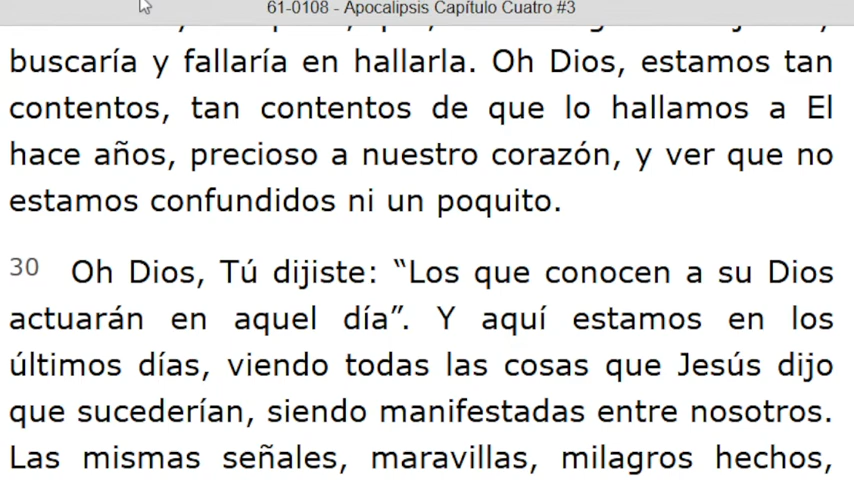 61-0108 - Apocalipsis Capítulo Cuatro #3
buscaría y fallaría en hallarla. Oh Dios, estamos tan
contentos, tan contentos de que lo hallamos a El
hace años, precioso a nuestro corazón, y ver que no
estamos confundidos ni un poquito.
30 Oh Dios, Tú dijiste: “Los que conocen a su Dios
actuarán en aquel día”. Y aquí estamos en los
últimos días, viendo todas las cosas que Jesús dijo
que sucederían, siendo manifestadas entre nosotros.
Las mismas señales, maravillas, milagros hechos,